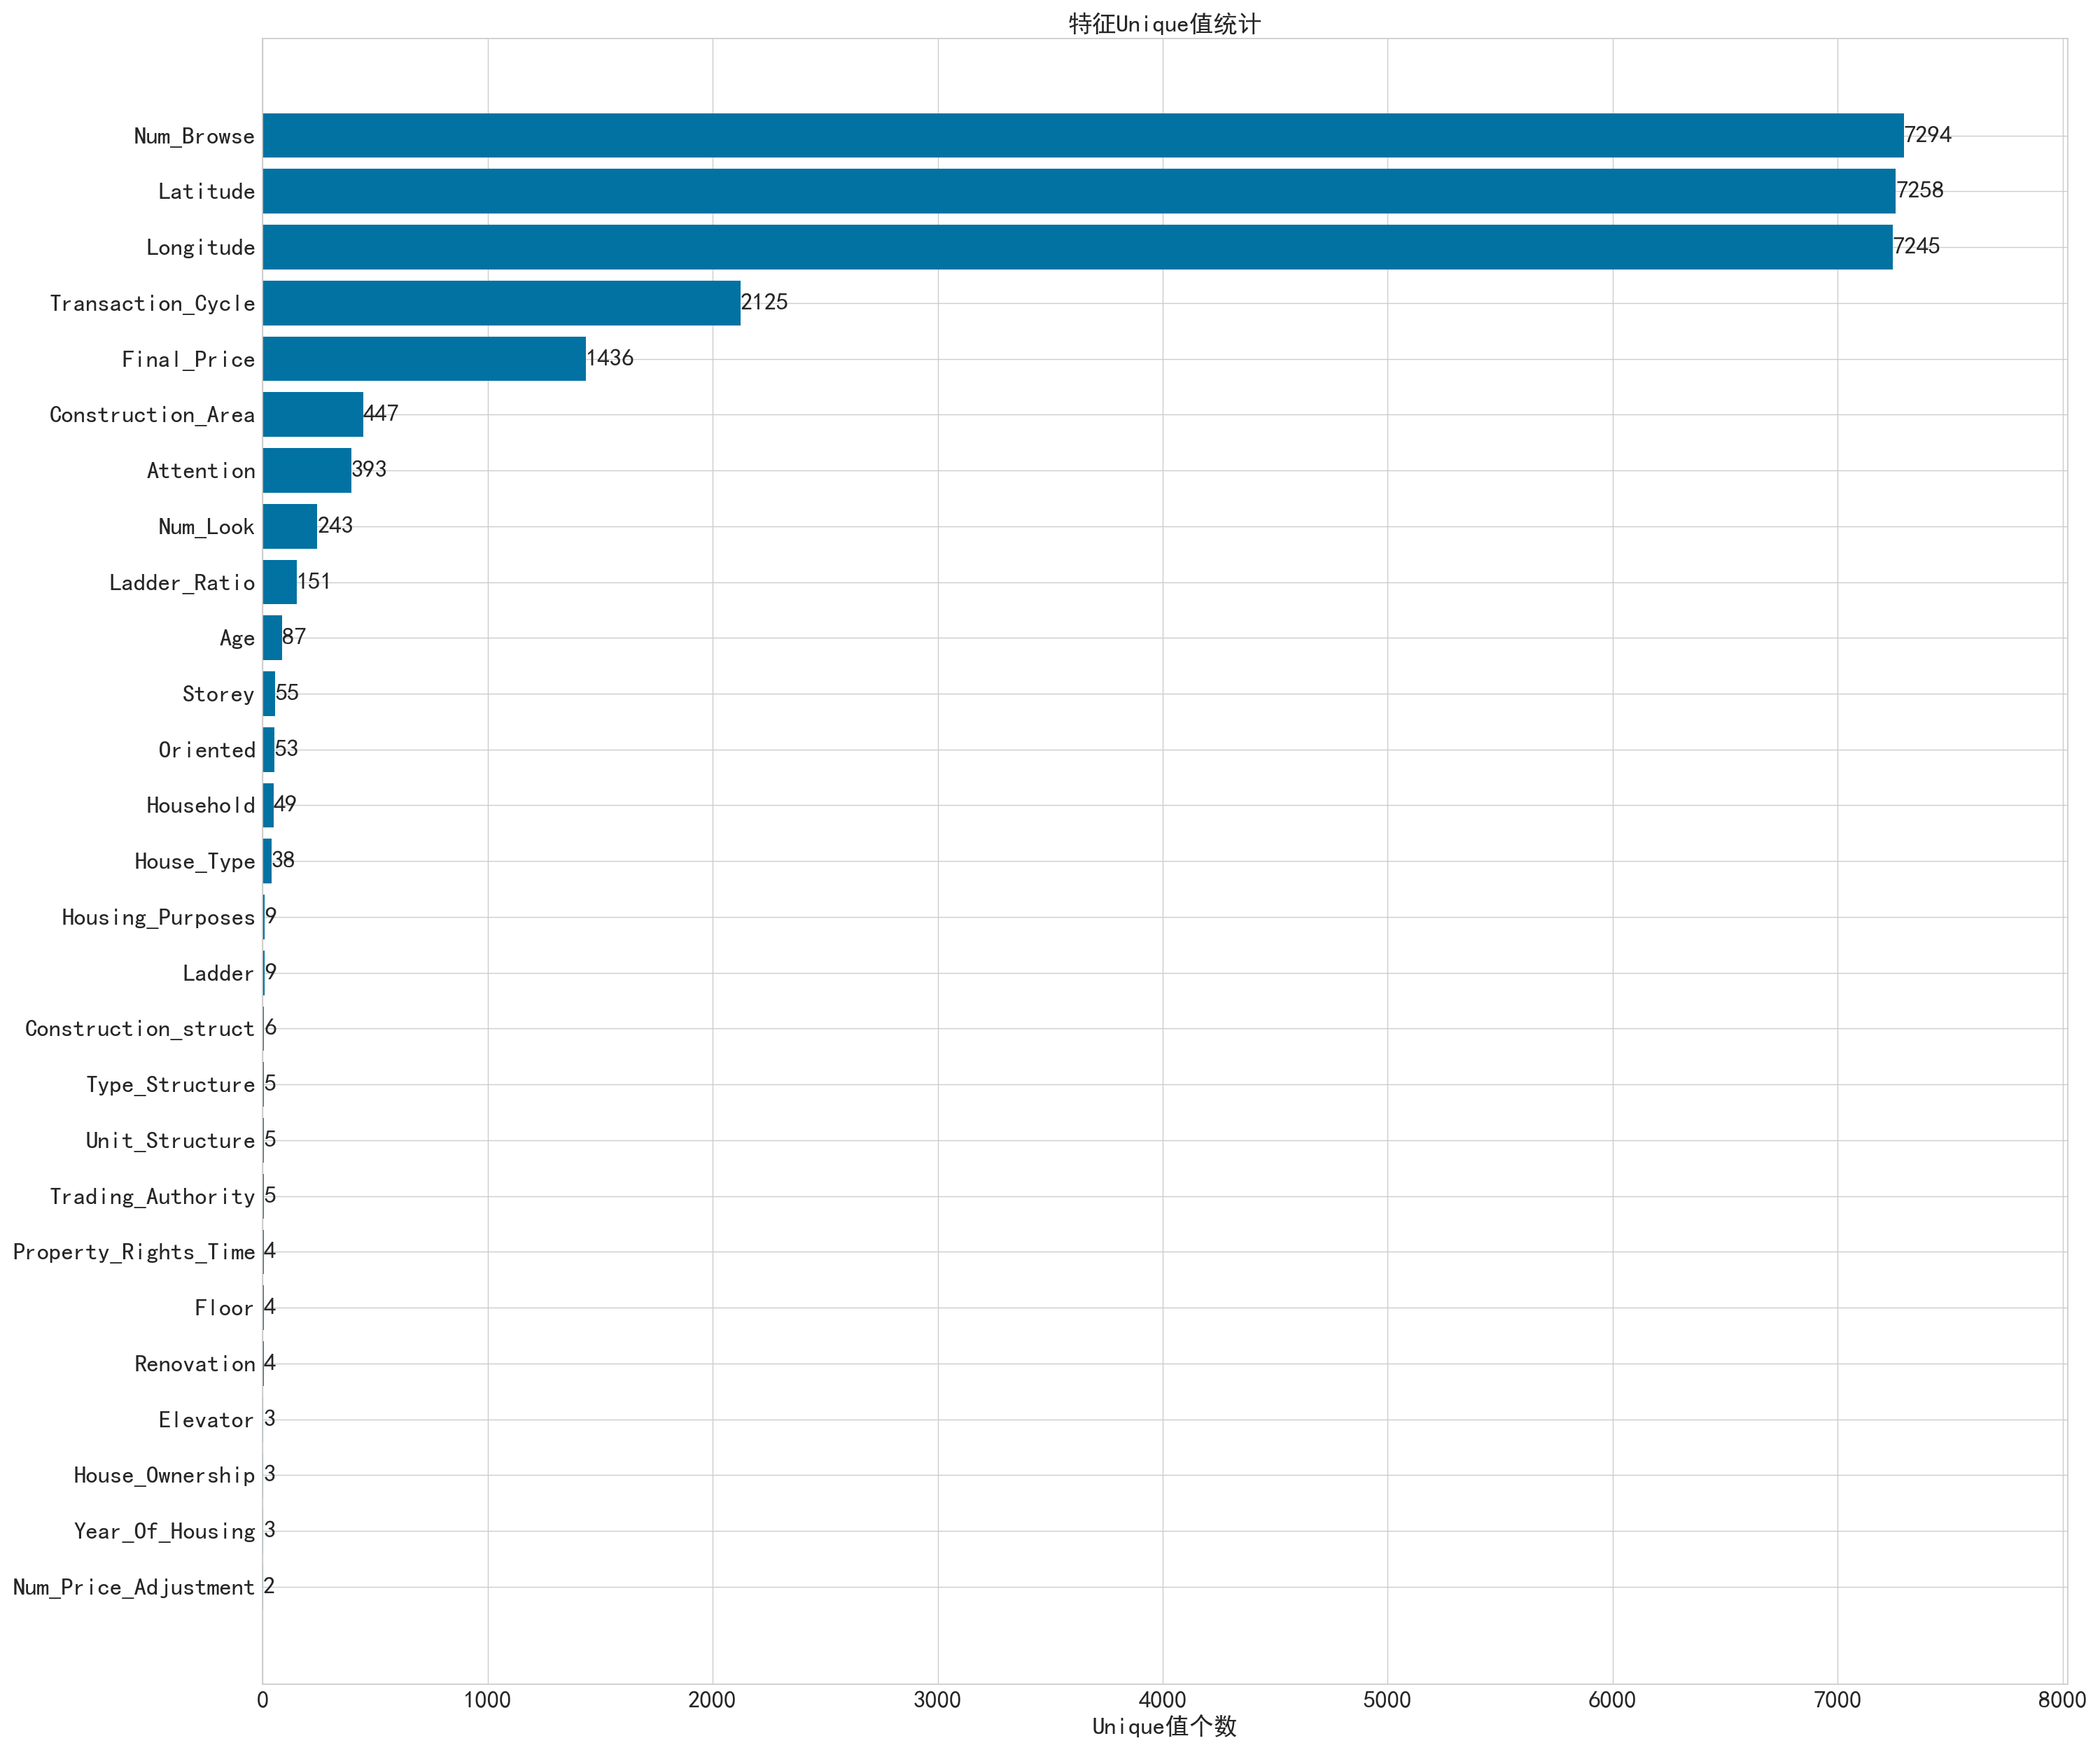 特征Unique值统计
Num_Browse 7294
Latitude 7258
Longitude 7245
Transaction_Cycle 2125
Final_Price 1436
Construction_Area 447
Attention 393
Num_Look 243
Ladder_Ratio 151
Age 87
Storey 55
Oriented 53
Household 49
House_Type 38
Housing_Purposes 9
Ladder 9
Construction_struct 6
Type_Structure 5
Unit_Structure 5
Trading_Authority 5
Property_Rights_Time 4
Floor 4
Renovation 4
Elevator 3
House_Ownership 3
Year_Of_Housing 3
Num_Price_Adjustment 2
0 1000 2000 3000 4000 5000 6000 7000 8000
Unique值个数